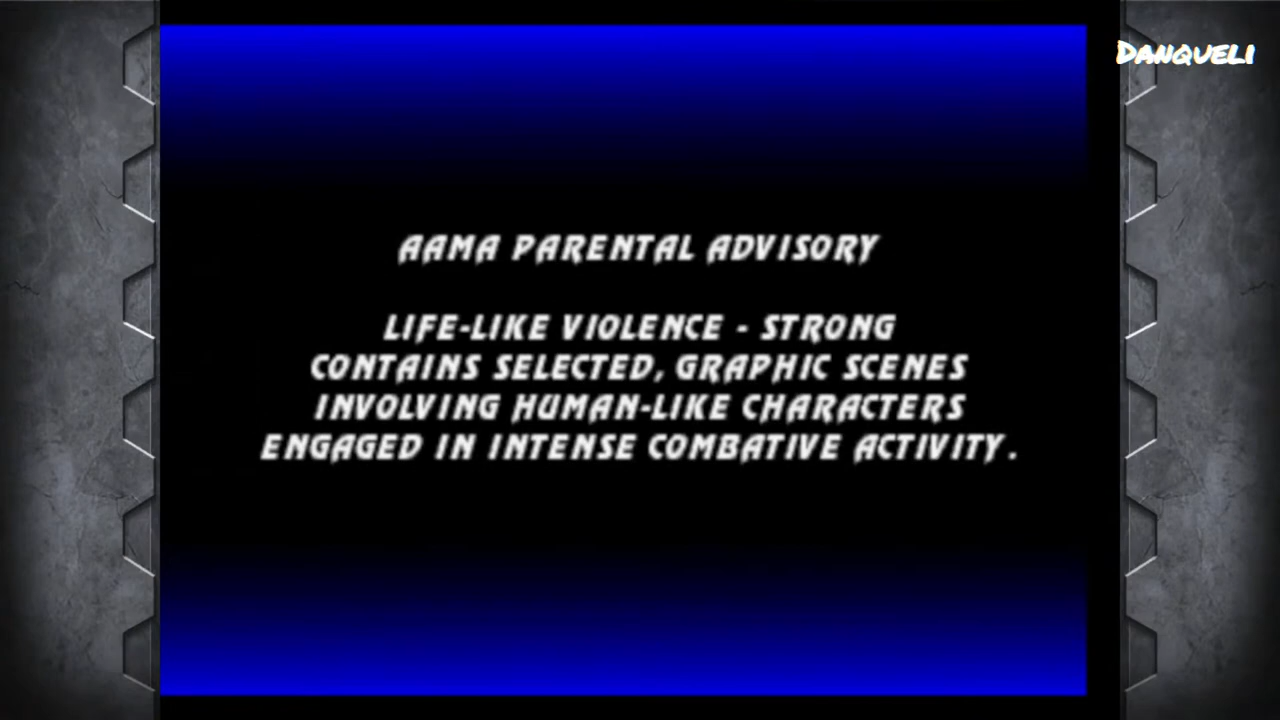 DANQUELI
AAMA PARENTAL ADVISORY
LIFE-LIKE VIOLENCE - STRONG
CONTAINS SELECTED, GRAPHIC SCENES
INVOLVING HUMAN-LIKE CHARACTERS
ENGAGED IN INTENSE COMBATIVE ACTIVITY.